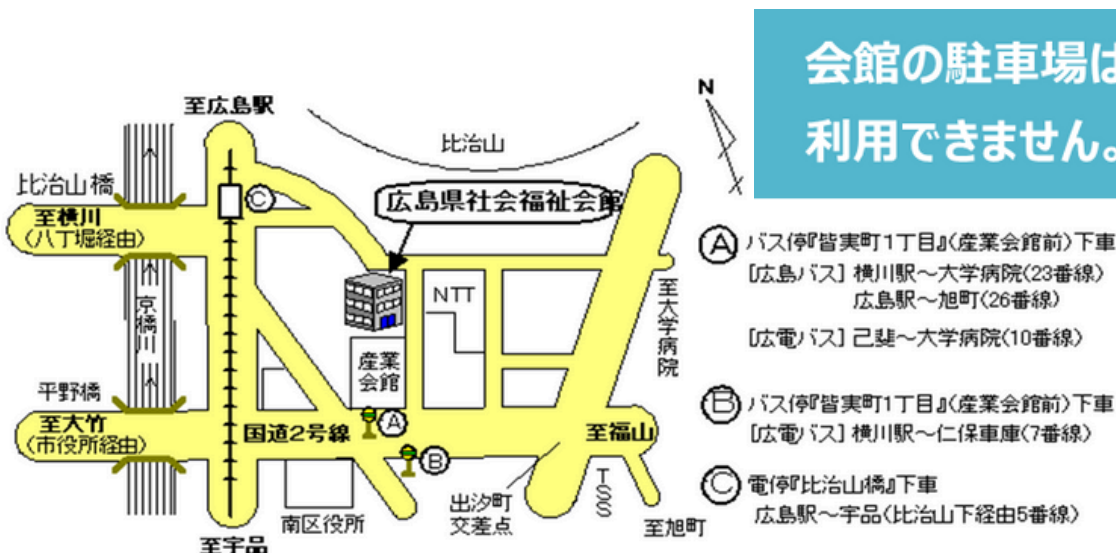 会館の駐車場は
利用できません。
N
至広島駅
比治山
比治山橋
Ⓒ
広島県社会福祉会館
至横川
(八丁堀経由)
京橋川
NTT
至大学病院
産業
会館
平野橋
至大竹
(市役所経由)
国道2号線
Ⓐ
Ⓑ
至福山
南区役所
出汐町
交差点
TSS
至旭町
至宇品
Ⓐ バス停『皆実町1丁目』(産業会館前)下車
[広島バス] 横川駅～大学病院(23番線)
広島駅～旭町(26番線)
[広電バス] 己斐～大学病院(10番線)
Ⓑ バス停『皆実町1丁目』(産業会館前)下車
[広電バス] 横川駅～仁保車庫(7番線)
Ⓒ 電停『比治山橋』下車
広島駅～宇品(比治山下経由5番線)